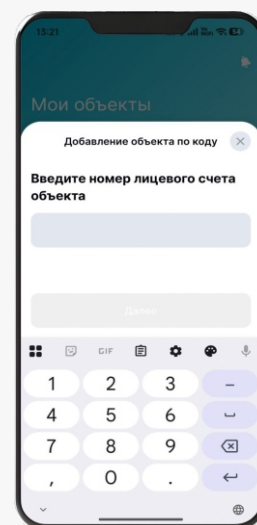 13:21
Мои объекты
Добавление объекта по коду
Введите номер лицевого счета
объекта
Далее
GIF
1 2 3 –
4 5 6
7 8 9
, 0 .